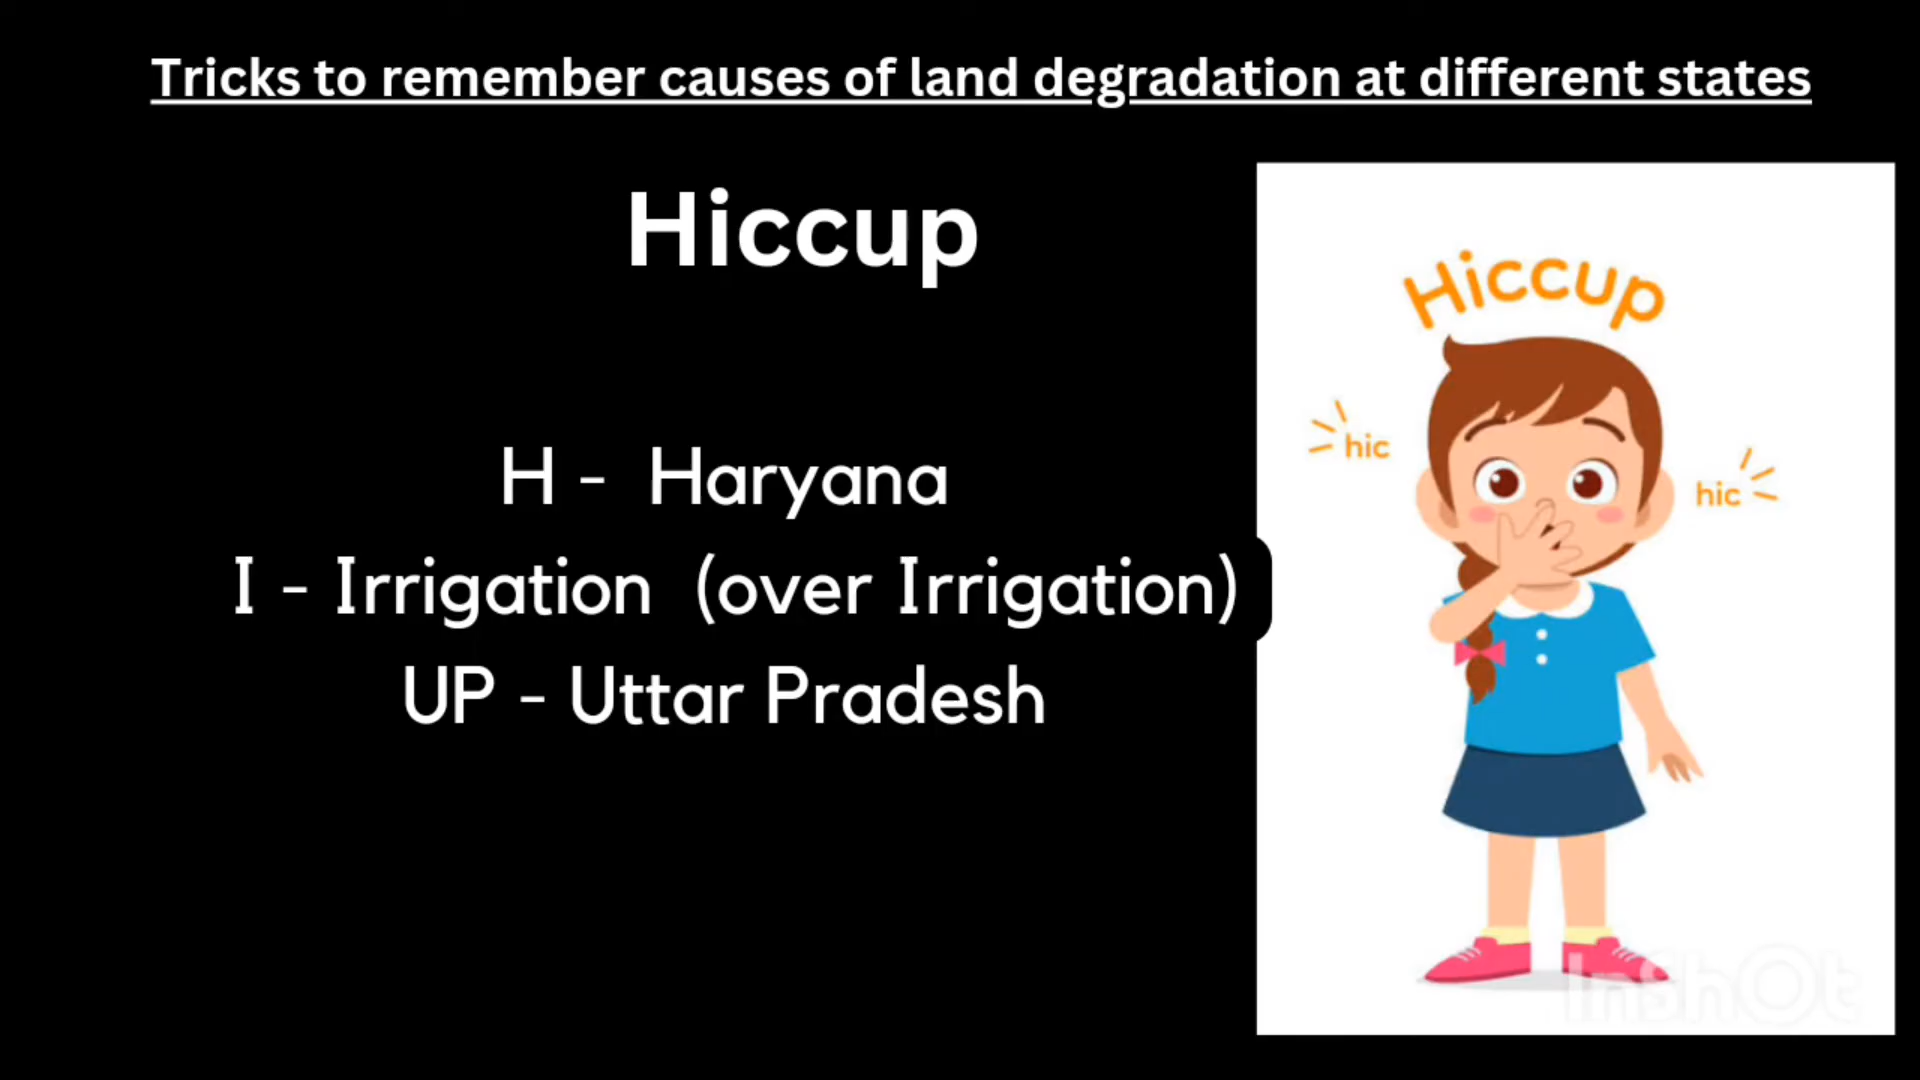 Tricks to remember causes of land degradation at different states
Hiccup
H - Haryana
I - Irrigation (over Irrigation)
UP - Uttar Pradesh
Hiccup
hic
hic
InShOt